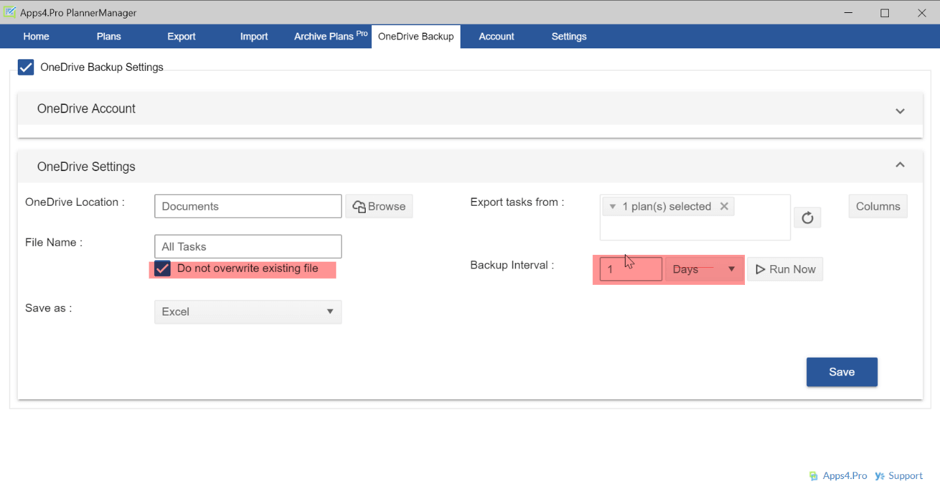 Apps4.Pro PlannerManager
Home Plans Export Import Archive Plans Pro OneDrive Backup Account Settings
OneDrive Backup Settings
OneDrive Account
OneDrive Settings
OneDrive Location : Documents Browse Export tasks from : 1 plan(s) selected Columns
File Name : All Tasks
Do not overwrite existing file Backup Interval : 1 Days Run Now
Save as : Excel
Save
Apps4.Pro Support